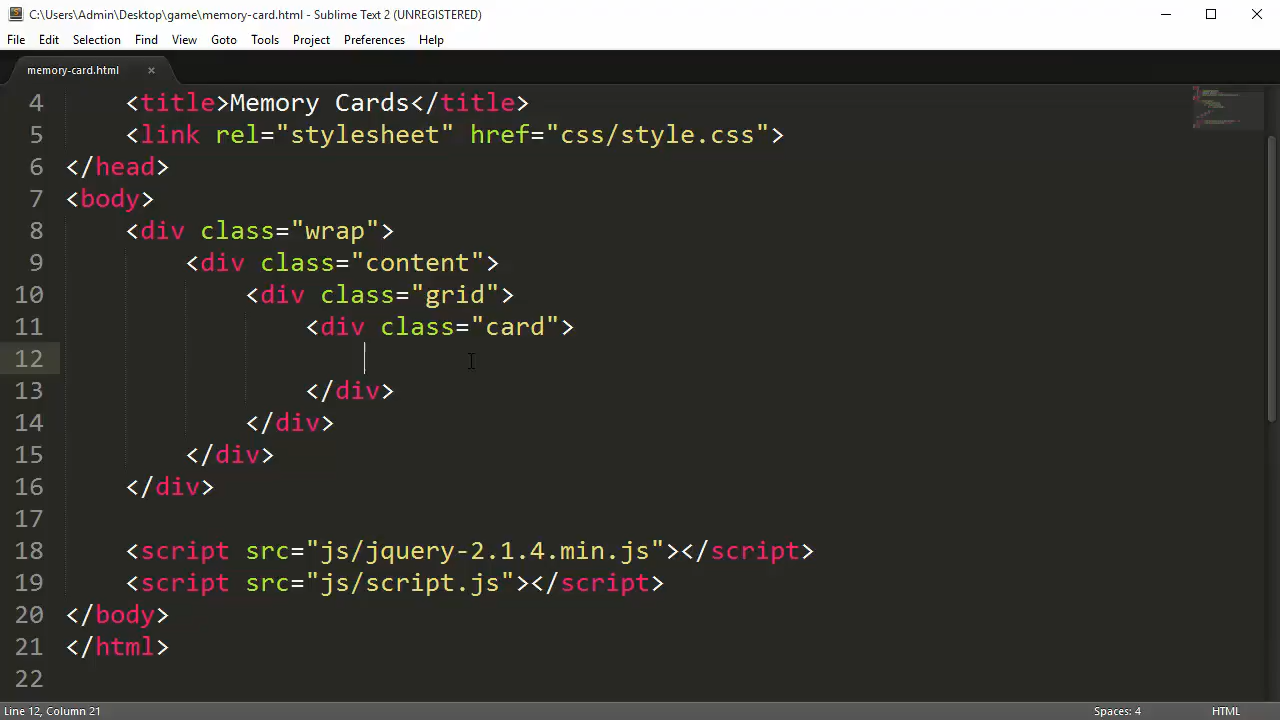 C:\Users\Admin\Desktop\game\memory-card.html - Sublime Text 2 (UNREGISTERED)
File Edit Selection Find View Goto Tools Project Preferences Help
memory-card.html ×
4 <title>Memory Cards</title>
5 <link rel="stylesheet" href="css/style.css">
6 </head>
7 <body>
8 <div class="wrap">
9 <div class="content">
10 <div class="grid">
11 <div class="card">
12
13 </div>
14 </div>
15 </div>
16 </div>
17
18 <script src="js/jquery-2.1.4.min.js"></script>
19 <script src="js/script.js"></script>
20 </body>
21 </html>
22
Line 12, Column 21 Spaces: 4 HTML